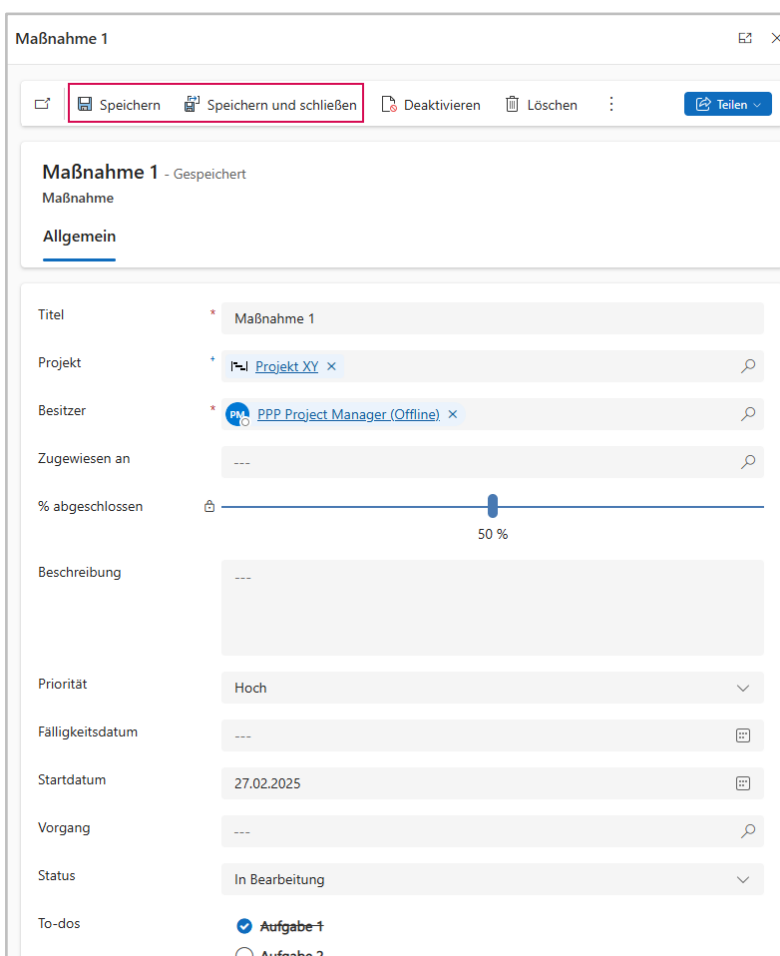 Maßnahme 1
Speichern Speichern und schließen Deaktivieren Löschen Teilen
Maßnahme 1 - Gespeichert
Maßnahme
Allgemein
Titel * Maßnahme 1
Projekt + Projekt XY
Besitzer * PM PPP Project Manager (Offline)
Zugewiesen an ---
% abgeschlossen
50 %
Beschreibung ---
Priorität Hoch
Fälligkeitsdatum ---
Startdatum 27.02.2025
Vorgang ---
Status In Bearbeitung
To-dos Aufgabe 1
Aufgabe 2